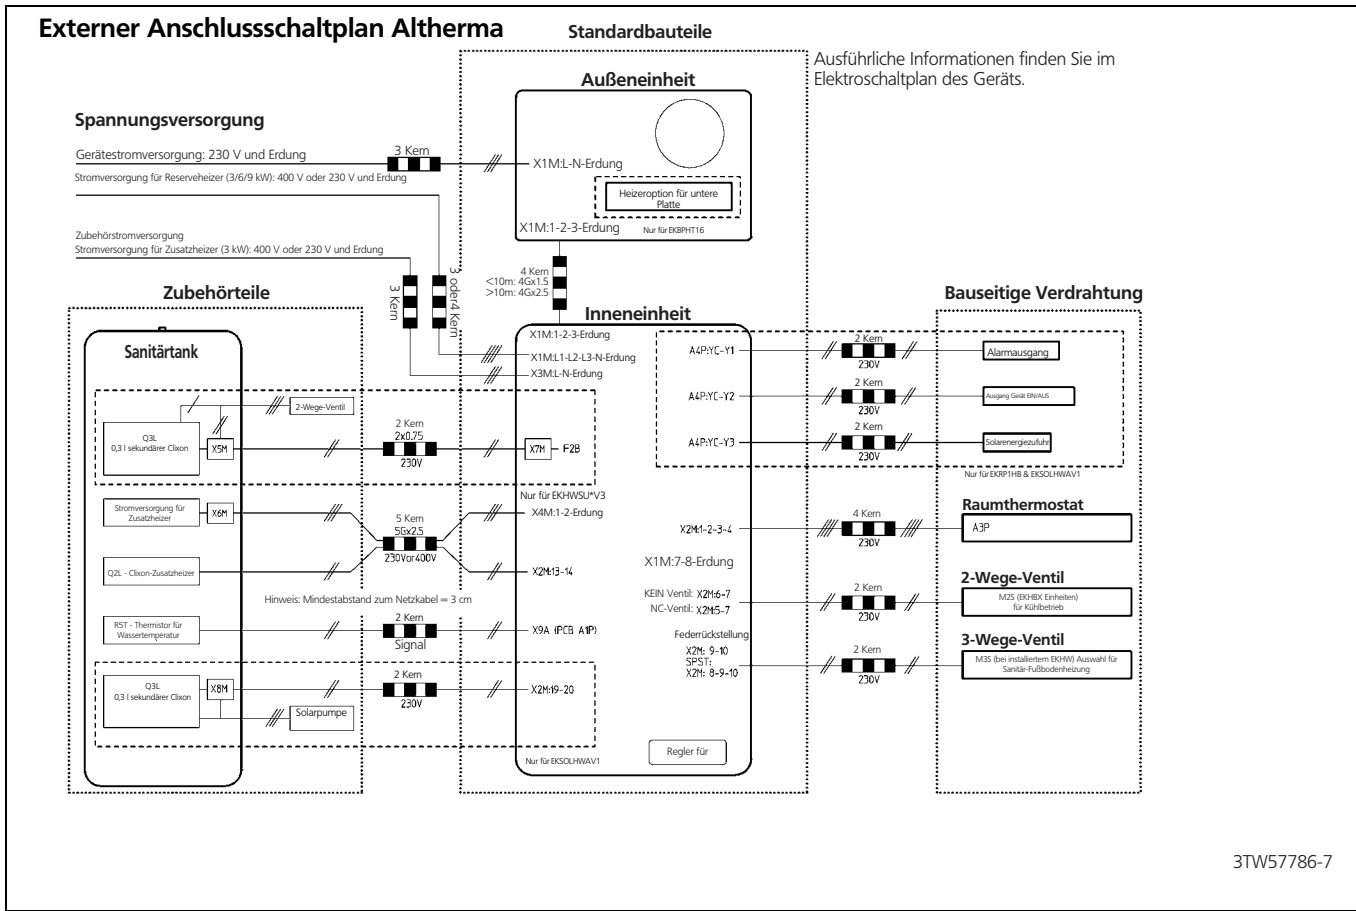 Externer Anschlussschaltplan Altherma
Standardbauteile
Ausführliche Informationen finden Sie im
Elektroschaltplan des Geräts.
Außeneinheit
Spannungsversorgung
Gerätestromversorgung: 230 V und Erdung
3 Kern
X1M:L-N-Erdung
Stromversorgung für Reserveheizer (3/6/9 kW): 400 V oder 230 V und Erdung
Heizeroption für untere
Platte
X1M:1-2-3-Erdung
Nur für EKBPHT16
Zubehörstromversorgung
Stromversorgung für Zusatzheizer (3 kW): 400 V oder 230 V und Erdung
3 Kern
3 oder4 Kern
4 Kern
<10m: 4Gx1.5
>10m: 4Gx2.5
Zubehörteile
Inneneinheit
Bauseitige Verdrahtung
Sanitärtank
X1M:1-2-3-Erdung
X1M:L1-L2-L3-N-Erdung
X3M:L-N-Erdung
A4P:YC-Y1
2 Kern
230V
Alarmausgang
A4P:YC-Y2
2 Kern
230V
Ausgang Gerät EIN/AUS
A4P:YC-Y3
2 Kern
230V
Solarenergiezufuhr
Nur für EKRP1HB & EKSOLHWAV1
2-Wege-Ventil
Q3L
0,3 l sekundärer Clixon
X5M
2 Kern
2x0.75
230V
X7M
F2B
Nur für EKHWSU*V3
Stromversorgung für
Zusatzheizer
X6M
5 Kern
5Gx2.5
230Vor400V
X4M:1-2-Erdung
Q2L - Clixon-Zusatzheizer
X2M:13-14
Hinweis: Mindestabstand zum Netzkabel = 3 cm
R5T - Thermistor für
Wassertemperatur
2 Kern
Signal
X9A (PCB A1P)
Q3L
0,3 l sekundärer Clixon
X8M
2 Kern
230V
X2M:19-20
Solarpumpe
Nur für EKSOLHWAV1
Raumthermostat
X2M:1-2-3-4
4 Kern
230V
A3P
X1M:7-8-Erdung
2-Wege-Ventil
KEIN Ventil: X2M:6-7
NC-Ventil: X2M:5-7
2 Kern
230V
M2S (EKHBX Einheiten)
für Kühlbetrieb
3-Wege-Ventil
Federrückstellung
X2M: 9-10
SPST:
X2M: 8-9-10
2 Kern
230V
M3S (bei installiertem EKHW) Auswahl für
Sanitär-Fußbodenheizung
Regler für
3TW57786-7